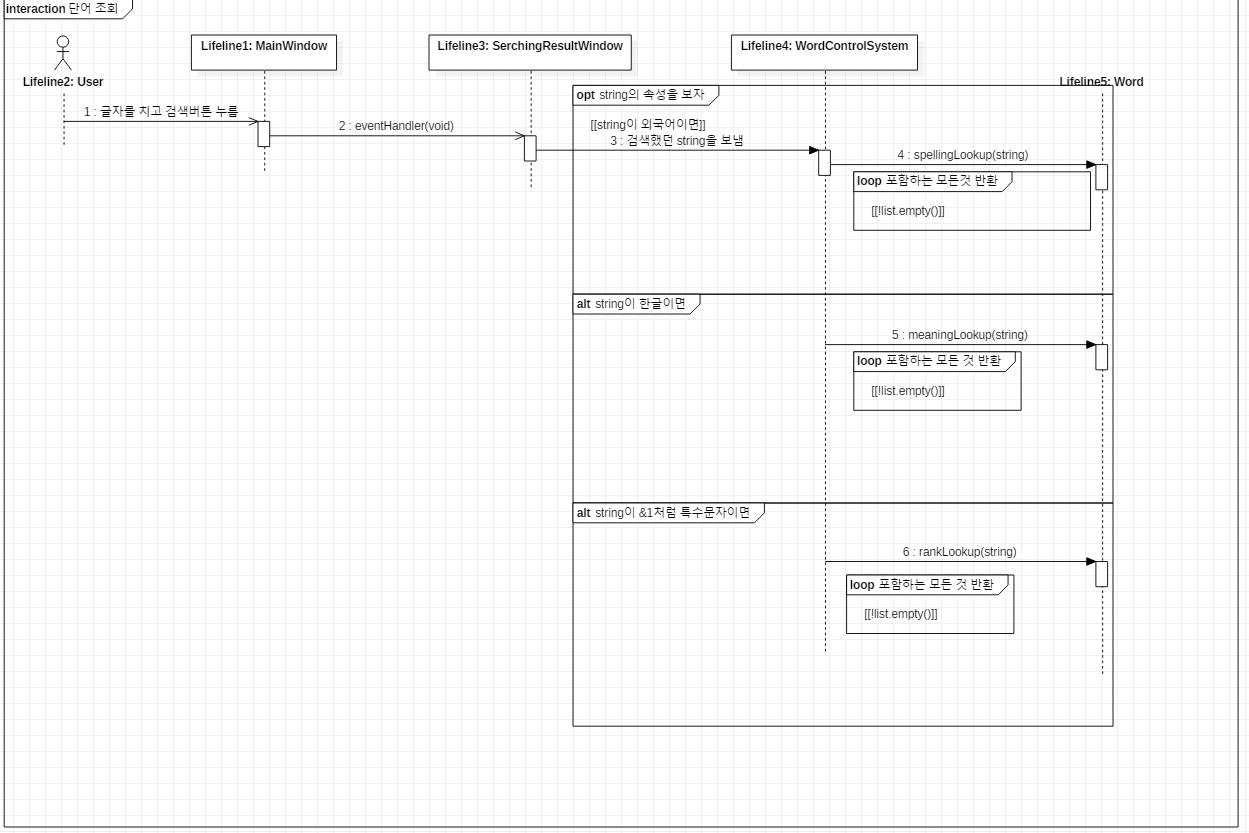 interaction 단어 조회
Lifeline2: User
Lifeline1: MainWindow
Lifeline3: SerchingResultWindow
Lifeline4: WordControlSystem
Lifeline5: Word
1 : 글자를 치고 검색버튼 누름
2 : eventHandler(void)
opt string의 속성을 보자
[[string이 외국어이면]]
3 : 검색했던 string을 보냄
4 : spellingLookup(string)
loop 포함하는 모든것 반환
[[!list.empty()]]
alt string이 한글이면
5 : meaningLookup(string)
loop 포함하는 모든 것 반환
[[!list.empty()]]
alt string이 &1처럼 특수문자이면
6 : rankLookup(string)
loop 포함하는 모든 것 반환
[[!list.empty()]]